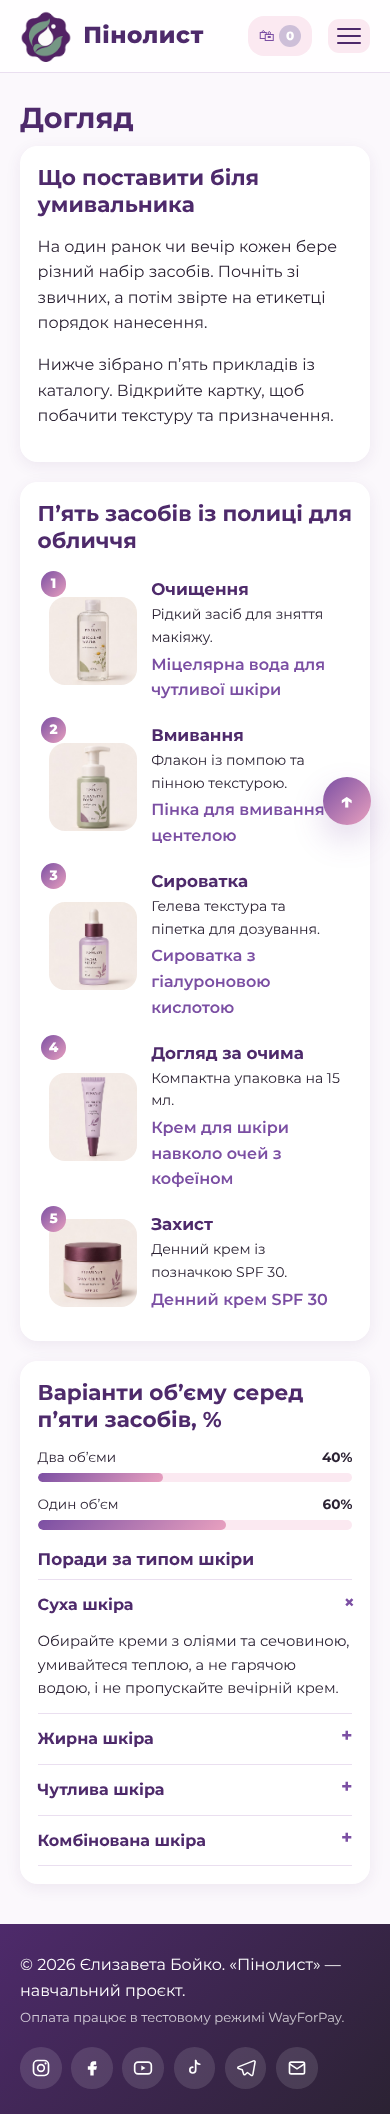 Пінолист
0
Догляд
Що поставити біля
умивальника
На один ранок чи вечір кожен бере
різний набір засобів. Почніть зі
звичних, а потім звірте на етикетці
порядок нанесення.
Нижче зібрано п’ять прикладів із
каталогу. Відкрийте картку, щоб
побачити текстуру та призначення.
П’ять засобів із полиці для
обличчя
1
Очищення
Рідкий засіб для зняття
макіяжу.
Міцелярна вода для
чутливої шкіри
2
Вмивання
Флакон із помпою та
пінною текстурою.
Пінка для вмивання
центелою
3
Сироватка
Гелева текстура та
піпетка для дозування.
Сироватка з
гіалуроновою
кислотою
4
Догляд за очима
Компактна упаковка на 15
мл.
Крем для шкіри
навколо очей з
кофеїном
5
Захист
Денний крем із
позначкою SPF 30.
Денний крем SPF 30
Варіанти об’єму серед
п’яти засобів, %
Два об’єми 40%
Один об’єм 60%
Поради за типом шкіри
Суха шкіра
Обирайте креми з оліями та сечовиною,
умивайтеся теплою, а не гарячою
водою, і не пропускайте вечірній крем.
Жирна шкіра +
Чутлива шкіра +
Комбінована шкіра +
© 2026 Єлизавета Бойко. «Пінолист» —
навчальний проєкт.
Оплата працює в тестовому режимі WayForPay.